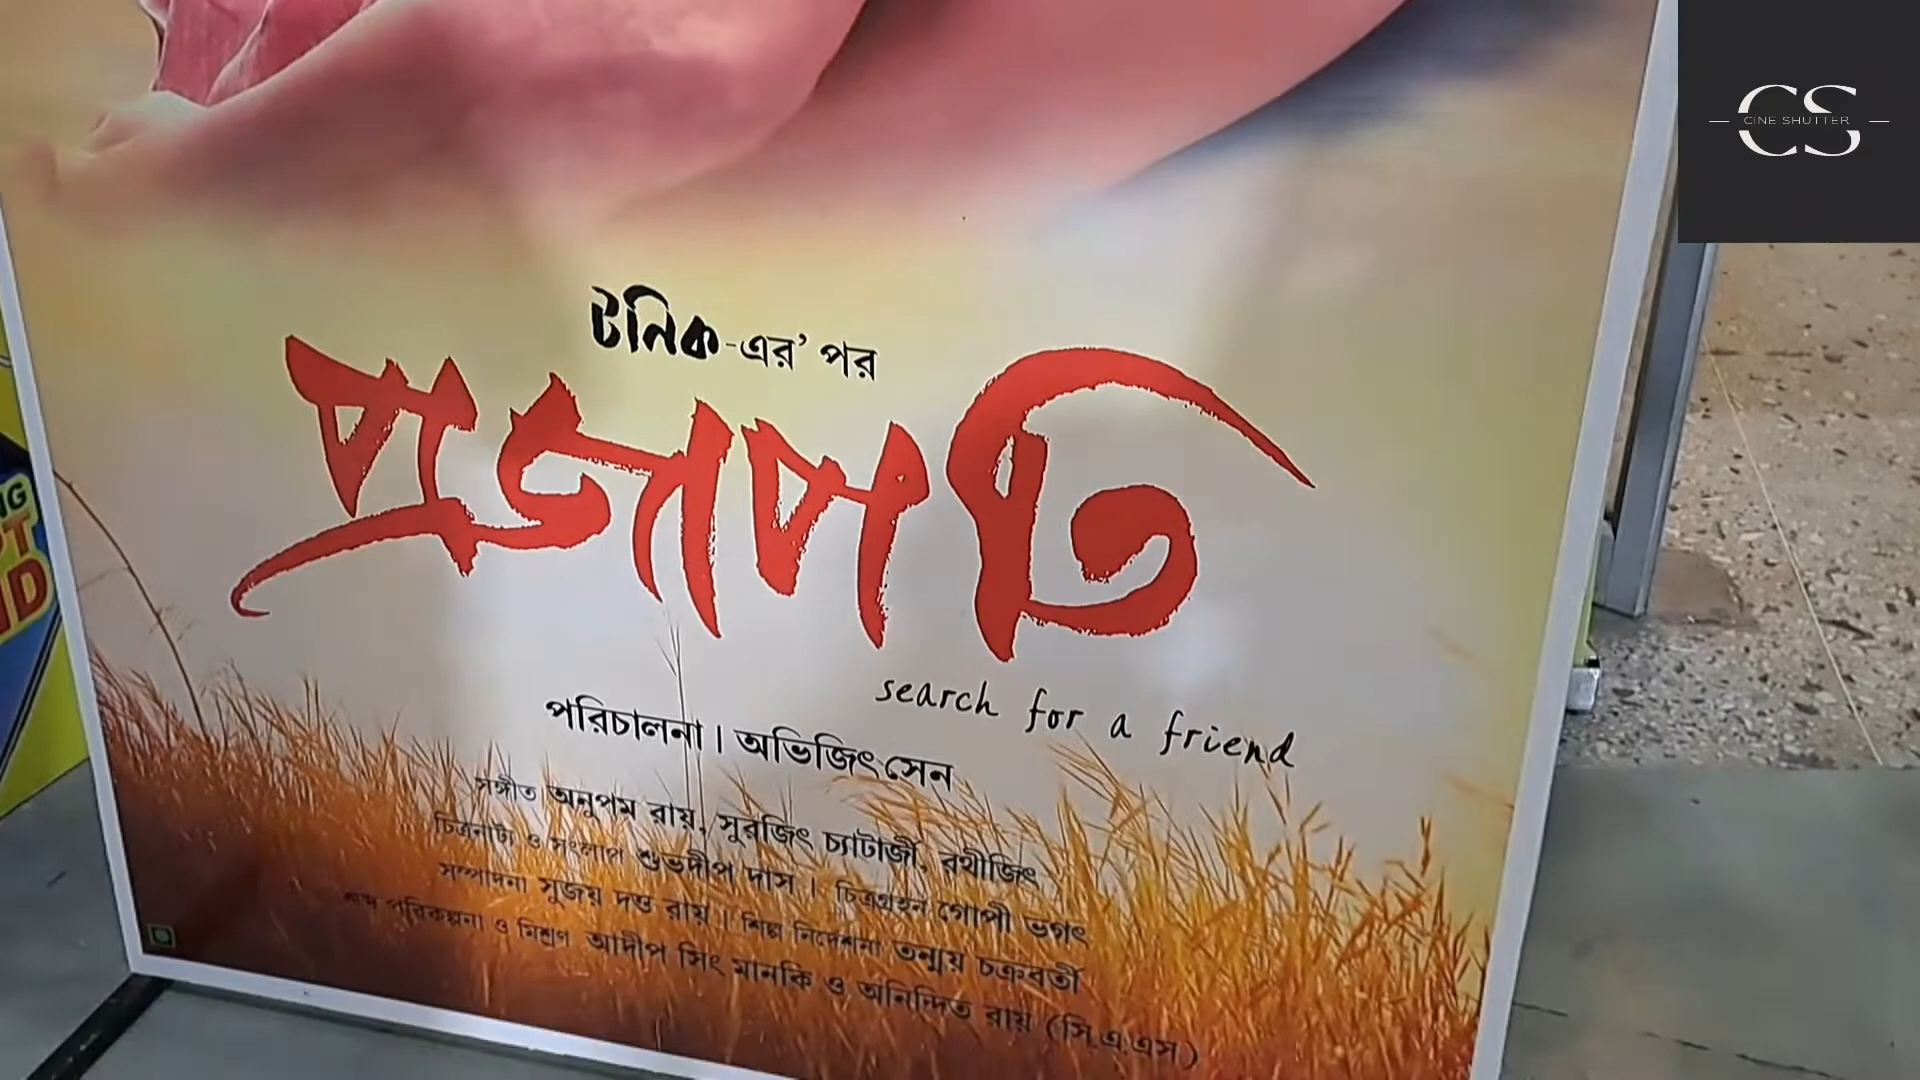 CS
CINE SHUTTER
টনিক-এর' পর
প্রজাপতি
search for a friend
পরিচালনা । অভিজিৎ সেন
সঙ্গীত অনুপম রায়, সুরজিৎ চ্যাটার্জী, রথীজিৎ
চিত্রনাট্য ও সংলাপ শুভদীপ দাস । চিত্রগ্রহন গোপী ভগৎ
সম্পাদনা সুজয় দত্ত রায় । শিল্প নির্দেশনা তন্ময় চক্রবর্তী
শব্দ পরিকল্পনা ও মিশ্রণ আদীপ সিং মানকি ও অনিন্দিত রায় (সি.এ.এস)